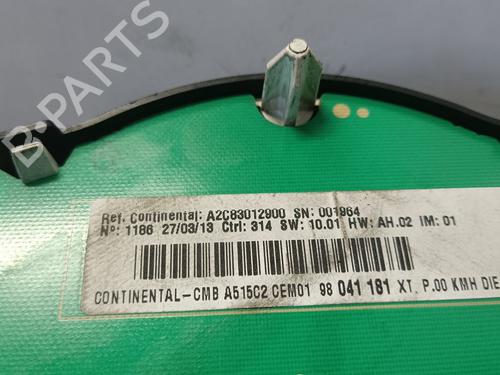 B-PARTS
Ref. Continental: A2C83012900 SN: 001964
Nº: 1186 27/03/13 Ctrl: 314 SW: 10.01 HW: AH.02 IM: 01
CONTINENTAL-CMB A515C2 CEM01 98 041 181 XT. P.00 KMH DIE